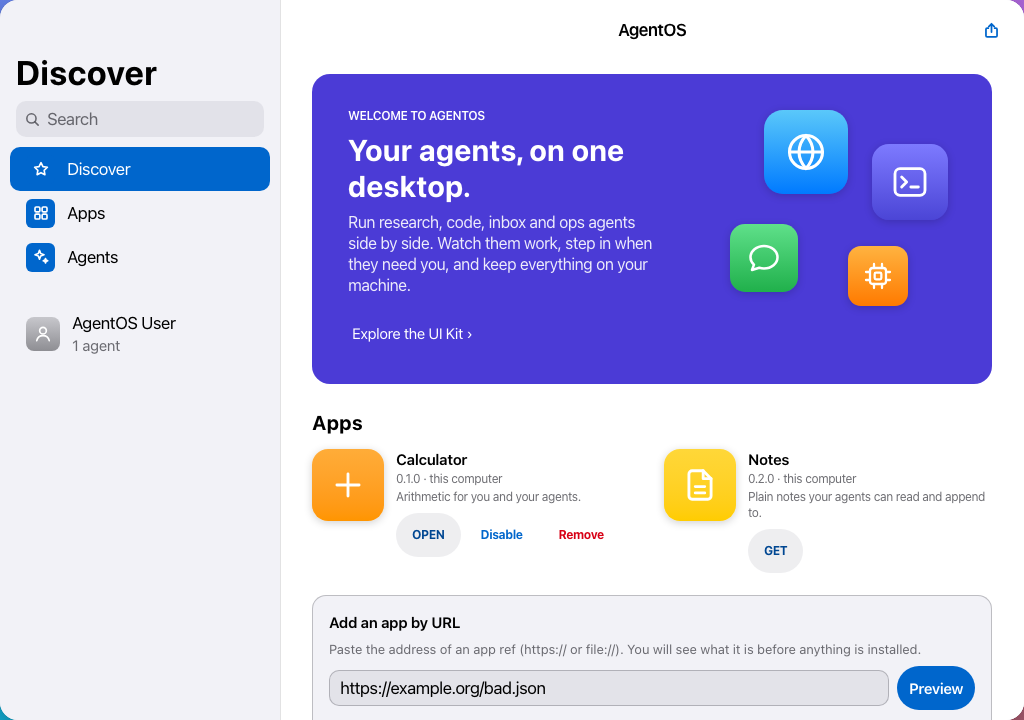 AgentOS
Discover
Search
Discover
Apps
Agents
AgentOS User
1 agent
WELCOME TO AGENTOS
Your agents, on one
desktop.
Run research, code, inbox and ops agents
side by side. Watch them work, step in when
they need you, and keep everything on your
machine.
Explore the UI Kit ›
Apps
Calculator
0.1.0 · this computer
Arithmetic for you and your agents.
OPEN Disable Remove
Notes
0.2.0 · this computer
Plain notes your agents can read and append
to.
GET
Add an app by URL
Paste the address of an app ref (https:// or file://). You will see what it is before anything is installed.
https://example.org/bad.json
Preview